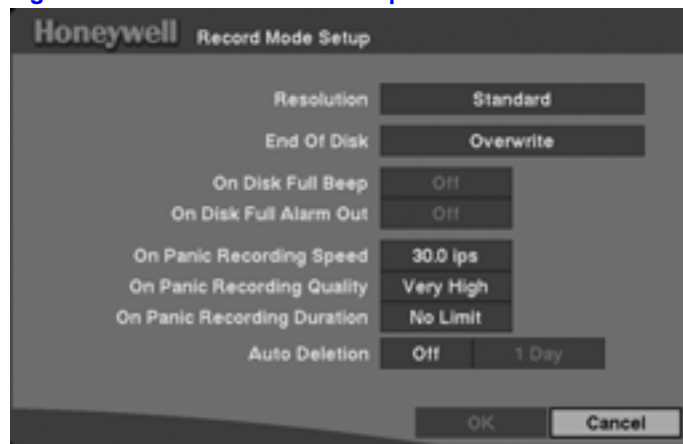 Honeywell Record Mode Setup
Resolution Standard
End Of Disk Overwrite
On Disk Full Beep Off
On Disk Full Alarm Out Off
On Panic Recording Speed 30.0 ips
On Panic Recording Quality Very High
On Panic Recording Duration No Limit
Auto Deletion Off 1 Day
OK Cancel